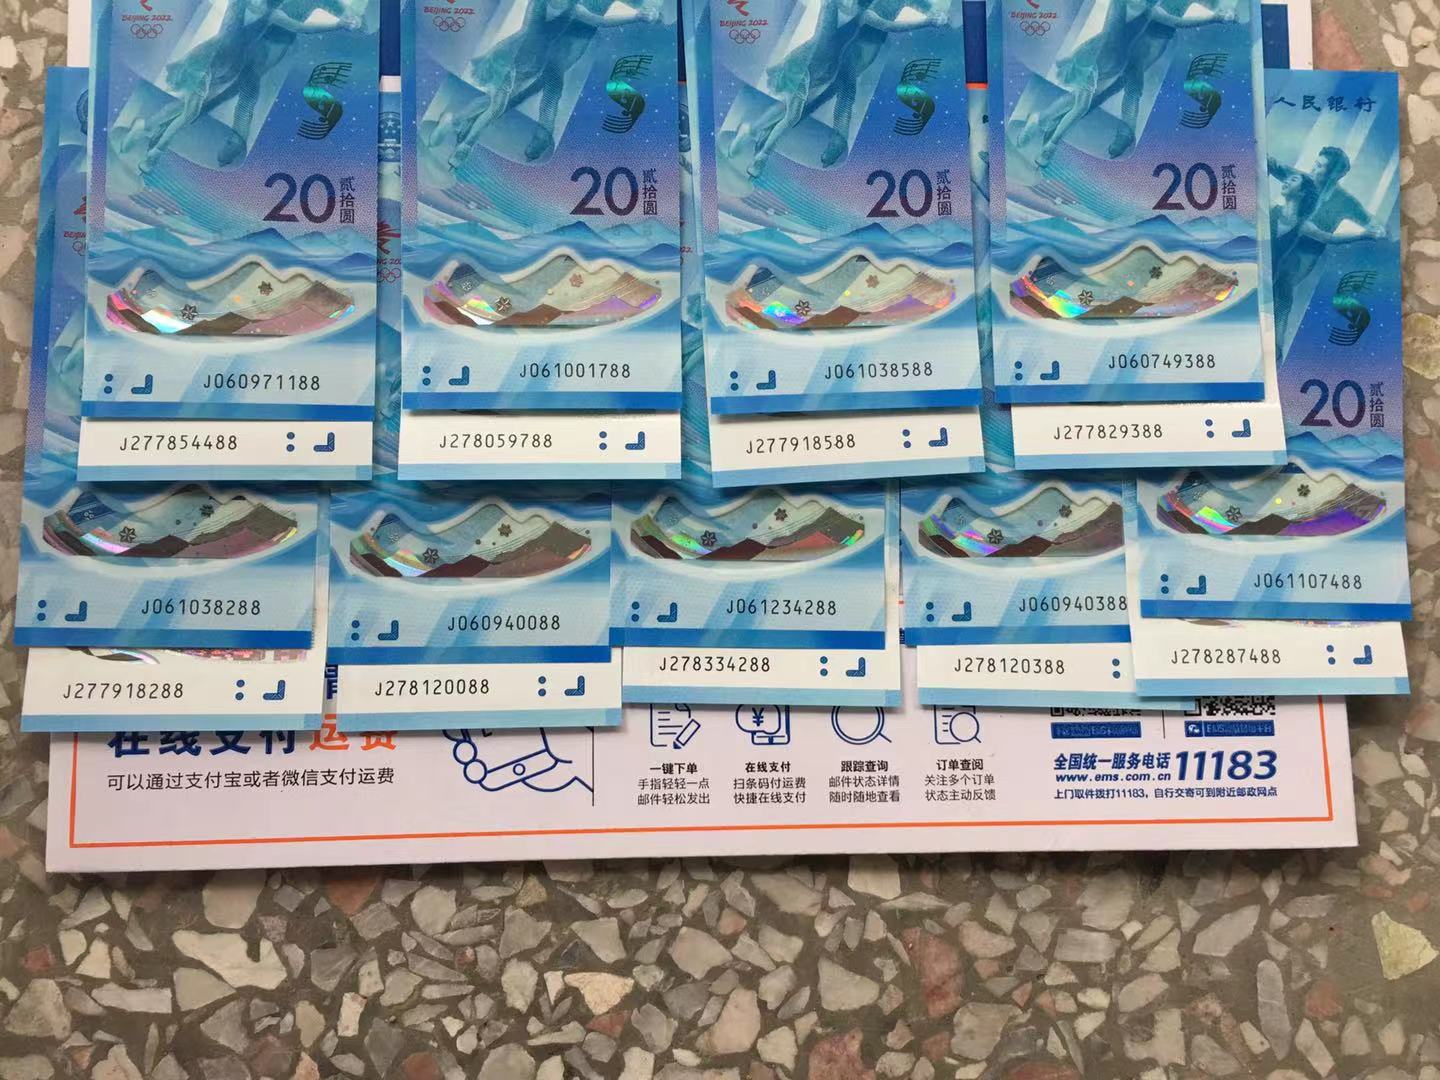 BEIJING 2022
BEIJING 2022
BEIJING 2022
BEIJING 2022
人民银行
20 贰拾圆
20 贰拾圆
20 贰拾圆
20 贰拾圆
20 贰拾圆
J060971188
J061001788
J061038588
J060749388
J277854488
J278059788
J277918588
J277829388
J061038288
J060940088
J061234288
J060940388
J061107488
J277918288
J278120088
J278334288
J278120388
J278287488
在线支付运费
可以通过支付宝或者微信支付运费
一键下单
手指轻轻一点
邮件轻松发出
在线支付
扫条码付运费
快捷在线支付
跟踪查询
邮件状态详情
随时随地查看
订单查阅
关注多个订单
状态主动反馈
全国统一服务电话 11183
www.ems.com.cn
上门取件拨打11183,自行交寄可到附近邮政网点